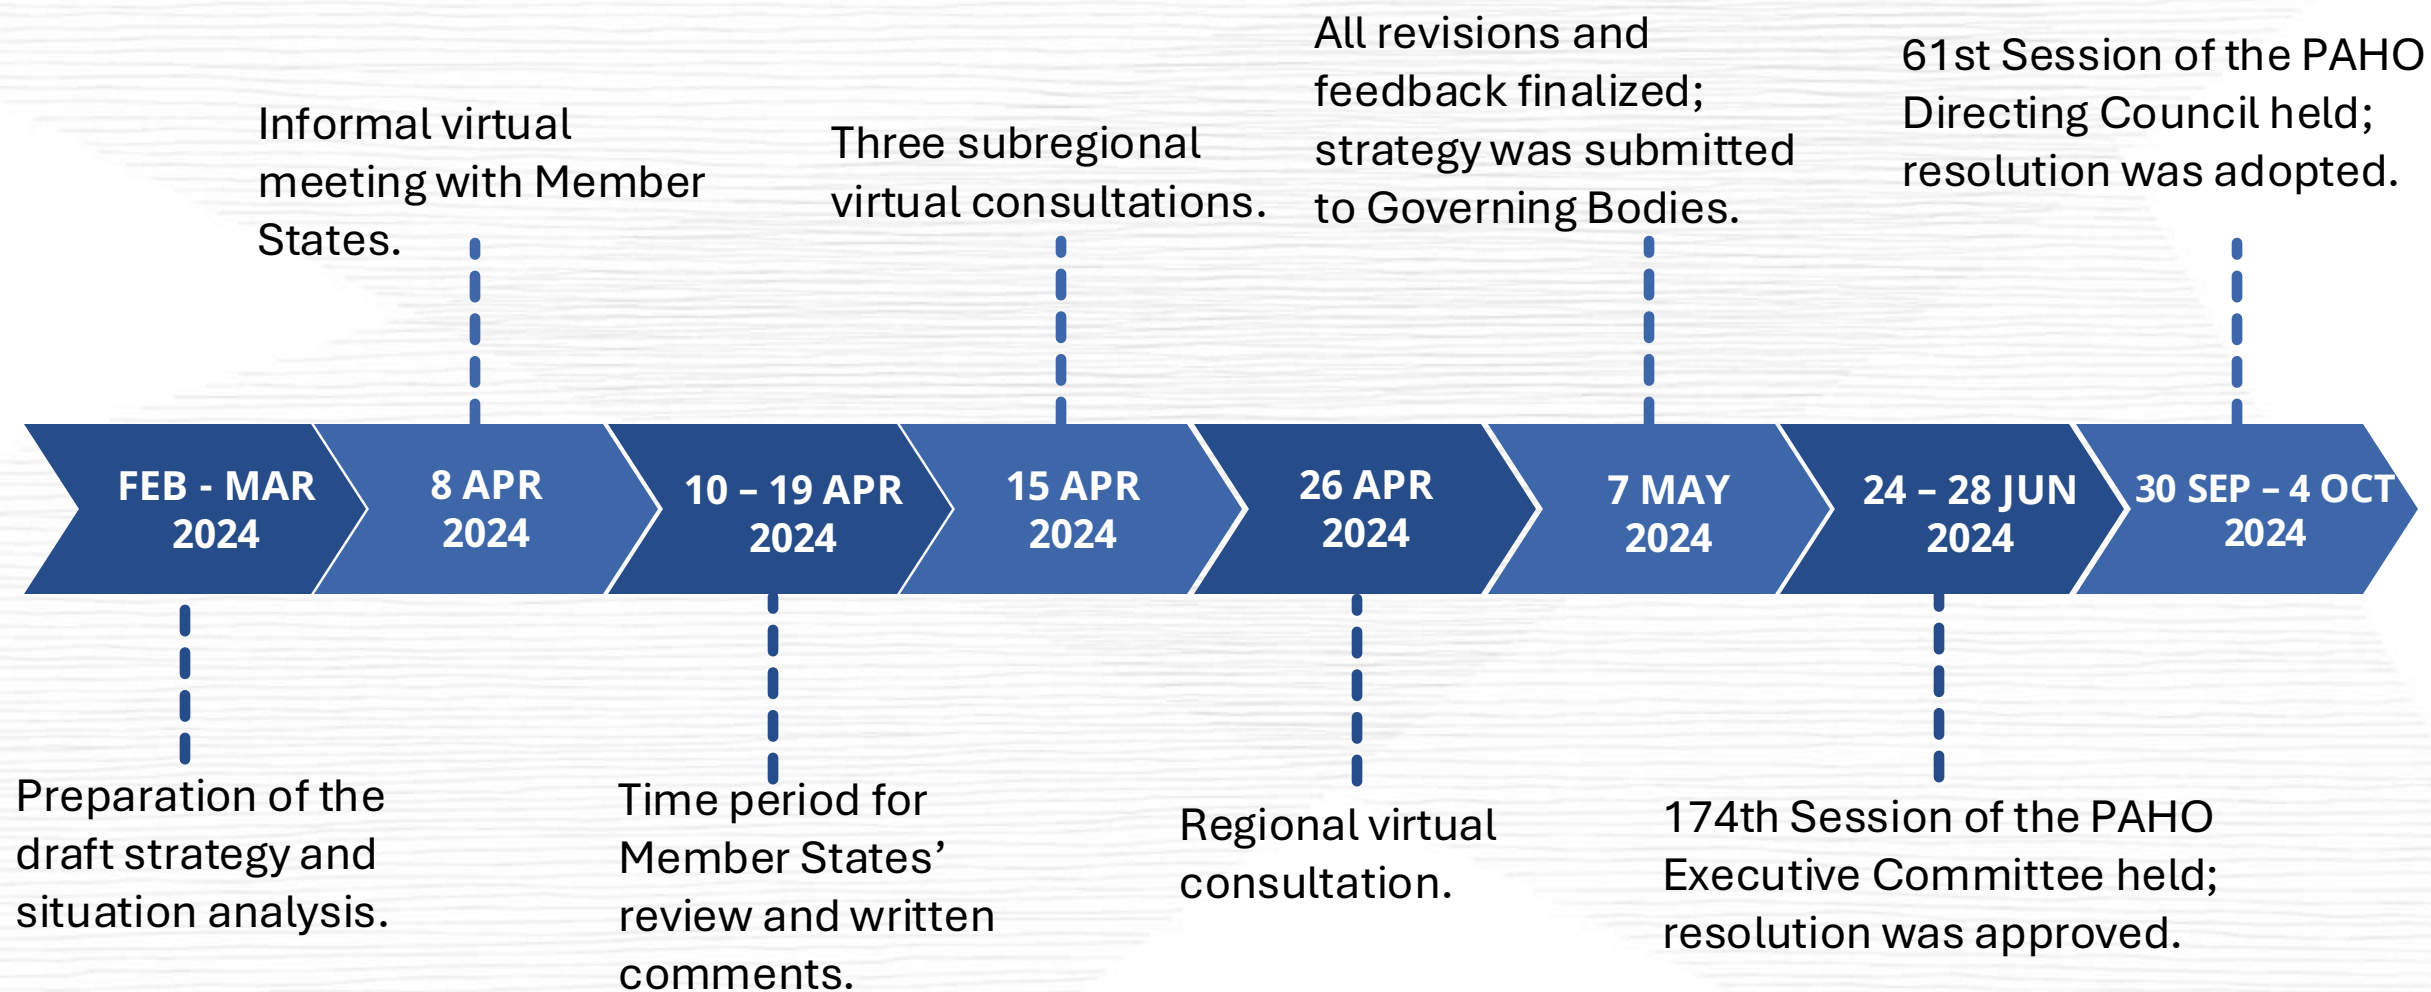 All revisions and
feedback finalized;
strategy was submitted
to Governing Bodies.
61st Session of the PAHO
Directing Council held;
resolution was adopted.
Informal virtual
meeting with Member
States.
Three subregional
virtual consultations.
FEB - MAR
2024
8 APR
2024
10 – 19 APR
2024
15 APR
2024
26 APR
2024
7 MAY
2024
24 – 28 JUN
2024
30 SEP – 4 OCT
2024
Preparation of the
draft strategy and
situation analysis.
Time period for
Member States’
review and written
comments.
Regional virtual
consultation.
174th Session of the PAHO
Executive Committee held;
resolution was approved.